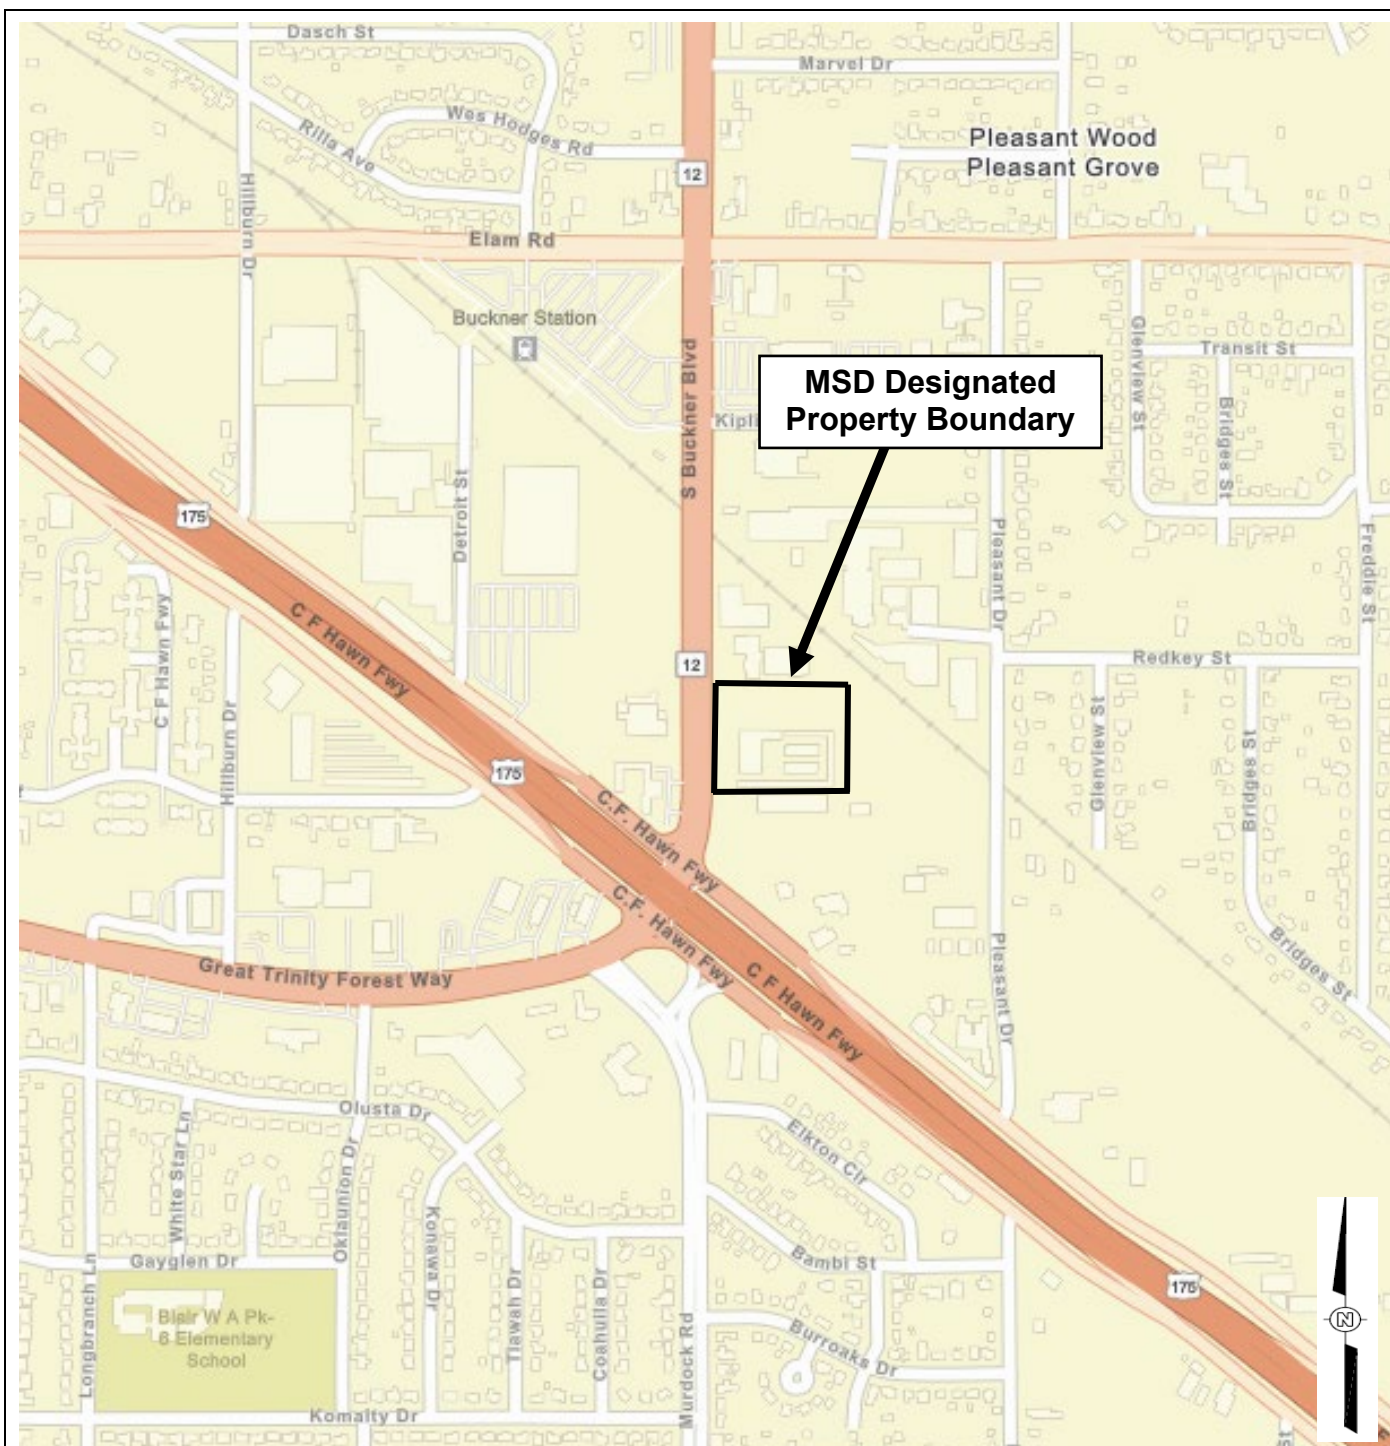 Dasch St
Marvel Dr
Wes Hodges Rd
Rilla Ave
Pleasant Wood
Pleasant Grove
12
Hillburn Dr
Elam Rd
Buckner Station
S Buckner Blvd
Glenview St
Transit St
Bridges St
MSD Designated
Property Boundary
Kipli
Detroit St
175
Pleasant Dr
Freddie St
C F Hawn Fwy
C F Hawn Fwy
12
Redkey St
Glenview St
Bridges St
Hillburn Dr
175
C.F. Hawn Fwy
C.F. Hawn Fwy
C F Hawn Fwy
Great Trinity Forest Way
Pleasant Dr
Bridges St
Olusta Dr
White Star Ln
Oklaunion Dr
Elkton Cir
Konawa Dr
Gayglen Dr
Bambi St
Longbranch Ln
Tlawah Dr
Coahuila Dr
Murdock Rd
175
Blair W A Pk-
6 Elementary
School
Burroaks Dr
Komalty Dr
N